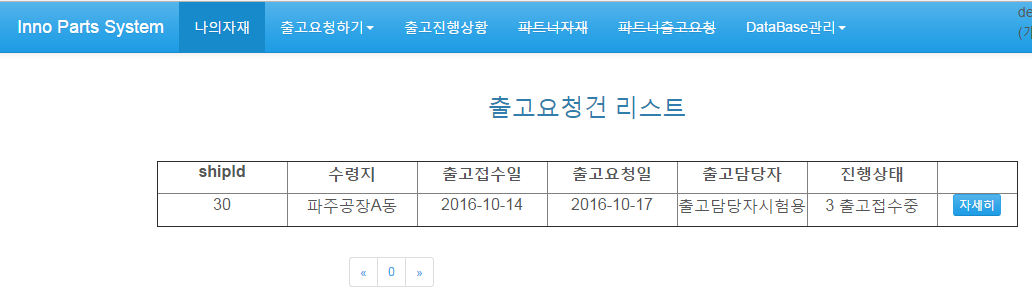 Inno Parts System 나의자재 출고요청하기 출고진행상황 파트너자재 파트너출고요청 DataBase관리
출고요청건 리스트
shipId 수령지 출고접수일 출고요청일 출고담당자 진행상태
30 파주공장A동 2016-10-14 2016-10-17 출고담당자시험용 3 출고접수중 자세히
« 0 »